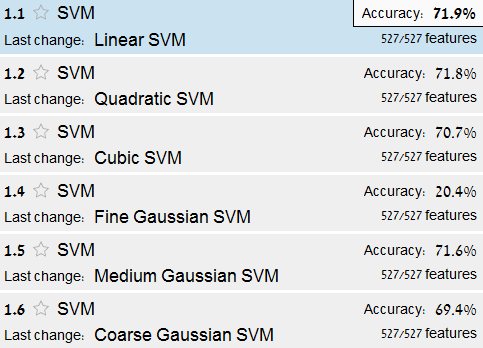 1.1 ☆ SVM Accuracy: 71.9%
Last change: Linear SVM 527/527 features
1.2 ☆ SVM Accuracy: 71.8%
Last change: Quadratic SVM 527/527 features
1.3 ☆ SVM Accuracy: 70.7%
Last change: Cubic SVM 527/527 features
1.4 ☆ SVM Accuracy: 20.4%
Last change: Fine Gaussian SVM 527/527 features
1.5 ☆ SVM Accuracy: 71.6%
Last change: Medium Gaussian SVM 527/527 features
1.6 ☆ SVM Accuracy: 69.4%
Last change: Coarse Gaussian SVM 527/527 features